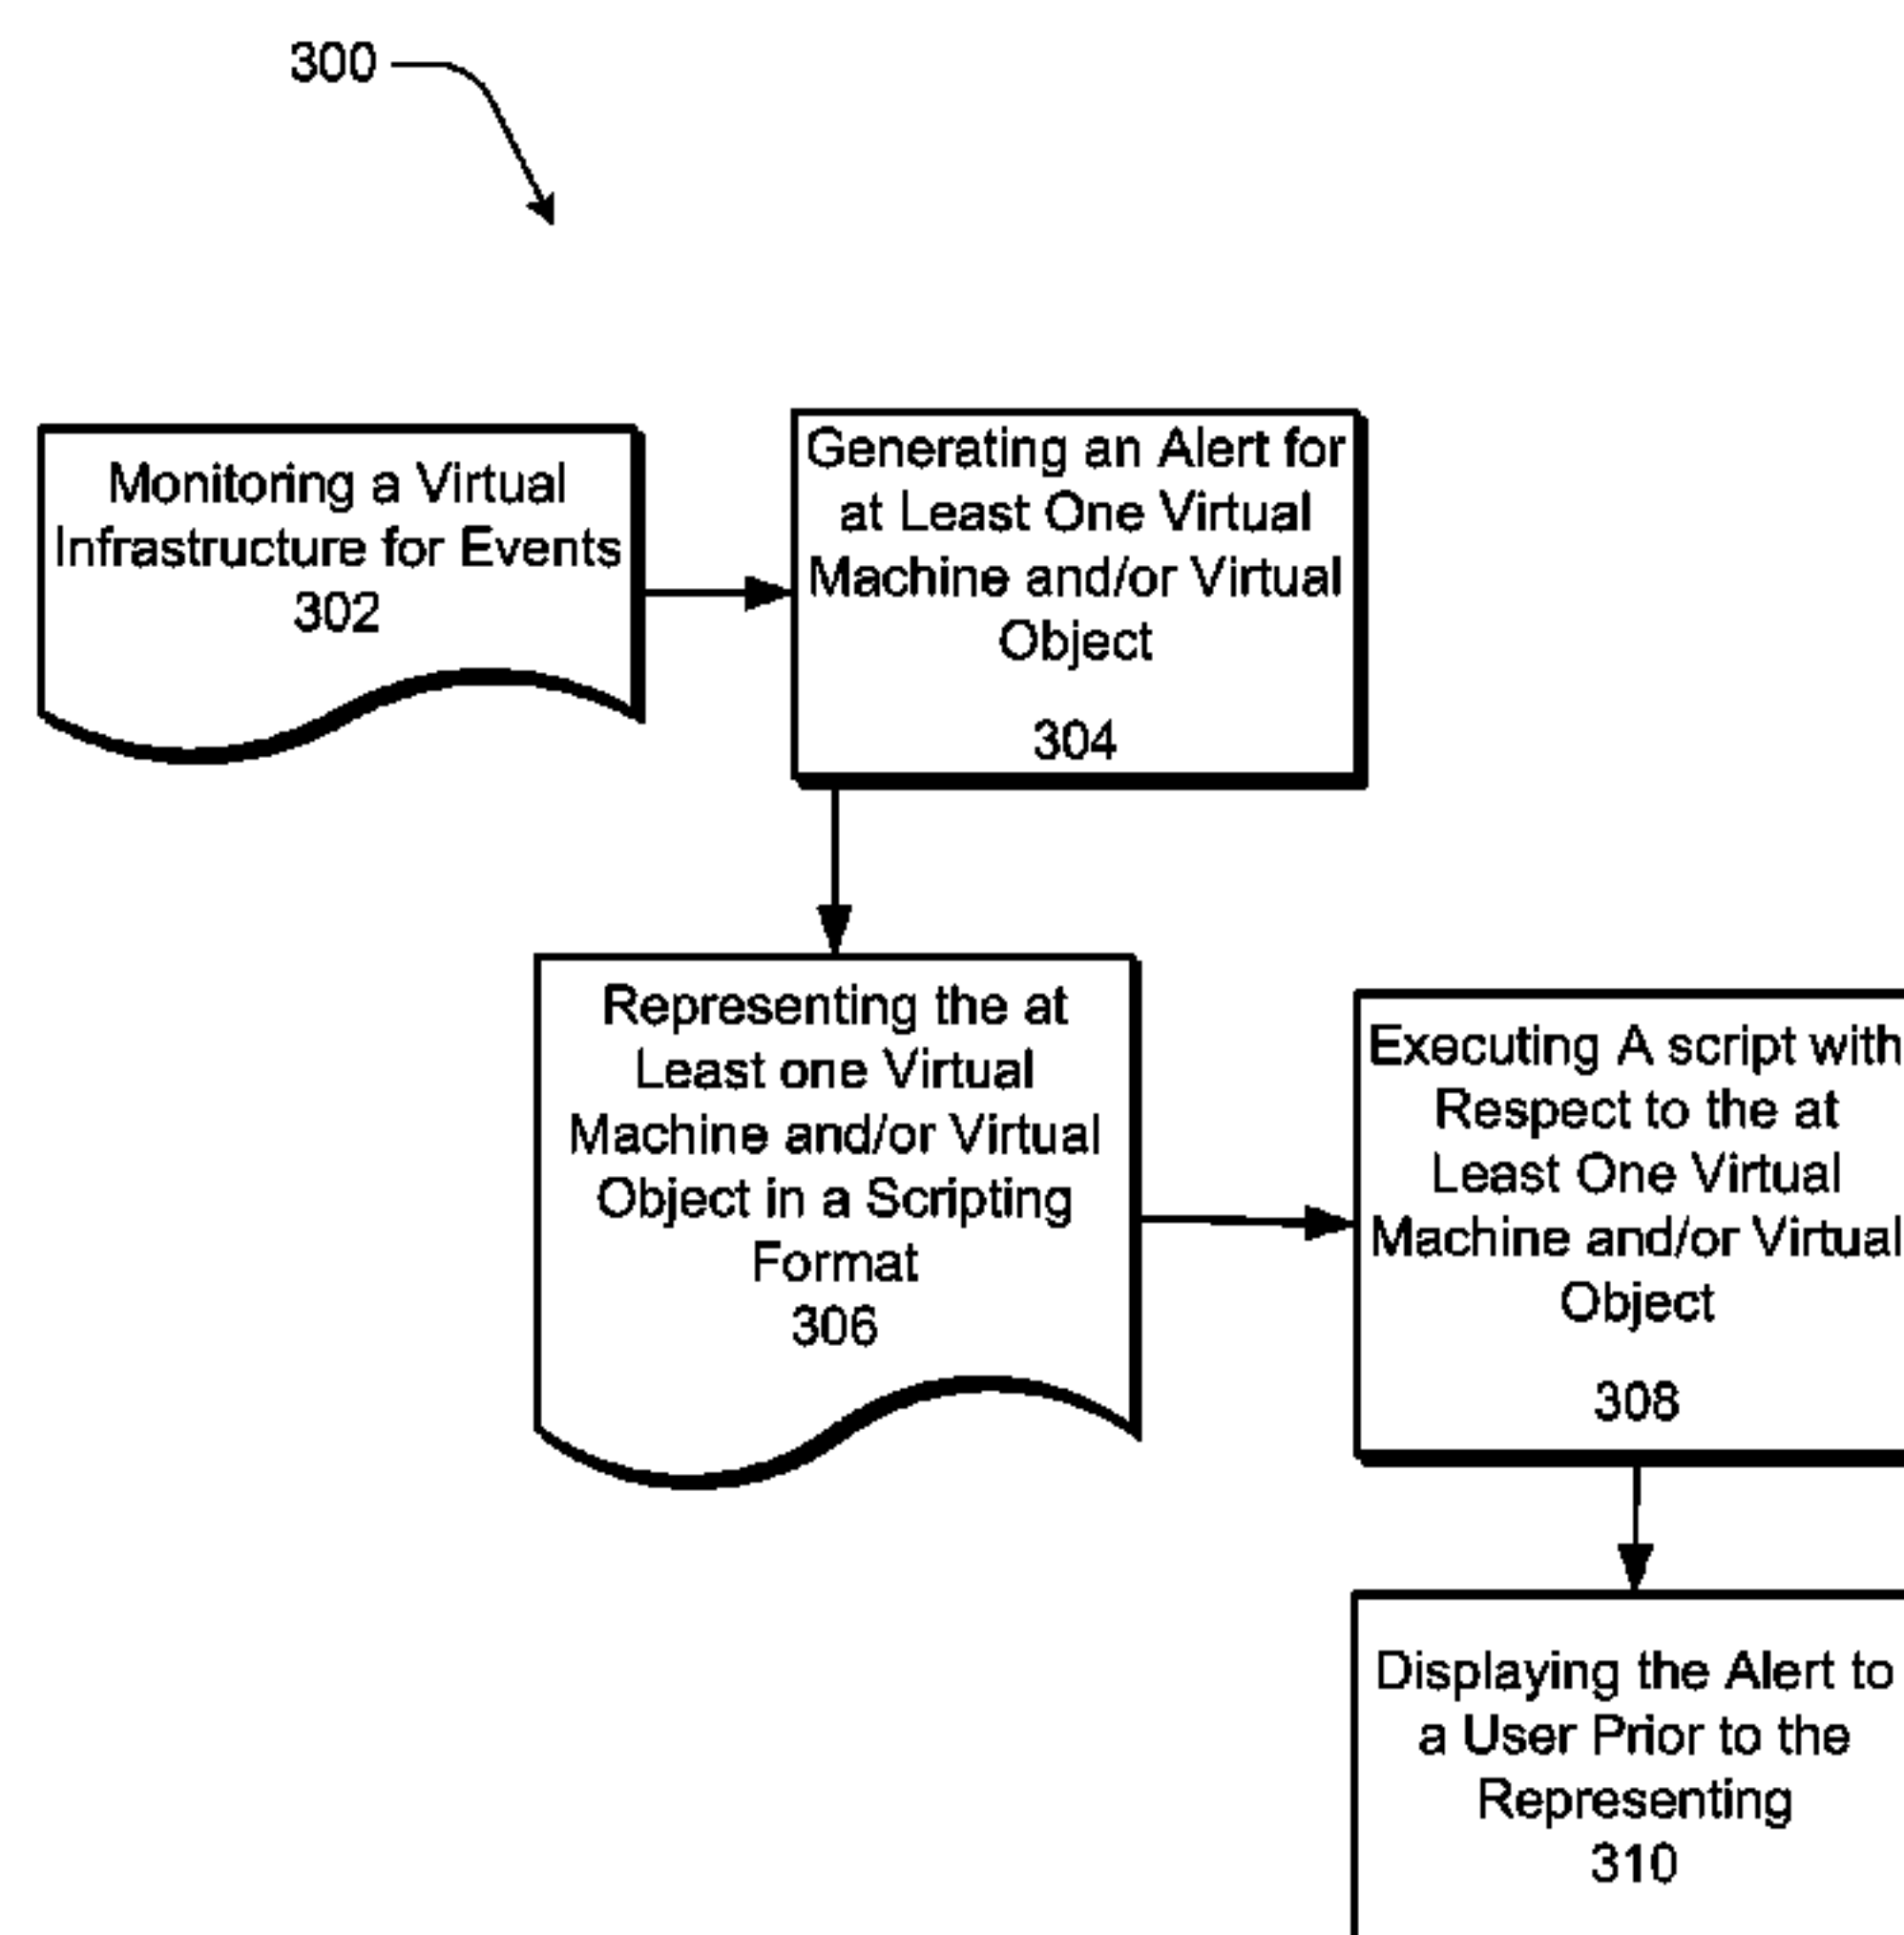 300
Monitoring a Virtual
Infrastructure for Events
302
Generating an Alert for
at Least One Virtual
Machine and/or Virtual
Object
304
Representing the at
Least one Virtual
Machine and/or Virtual
Object in a Scripting
Format
306
Executing A script with
Respect to the at
Least One Virtual
Machine and/or Virtual
Object
308
Displaying the Alert to
a User Prior to the
Representing
310